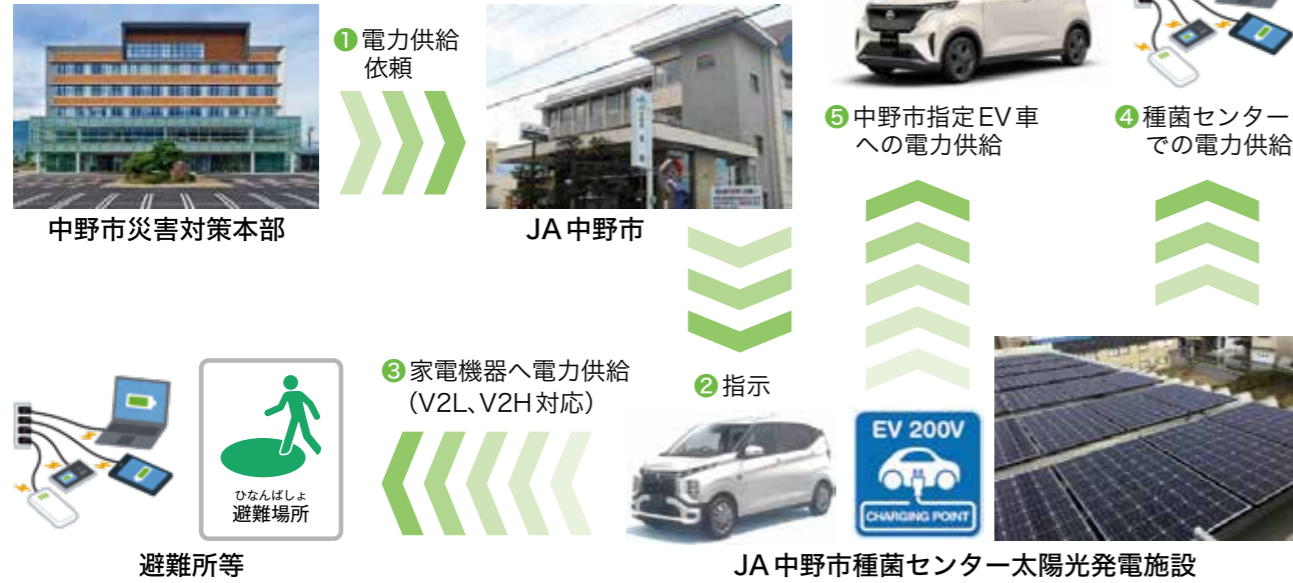 ❶電力供給
依頼
中野市災害対策本部
JA中野市
❺中野市指定EV車
への電力供給
❹種菌センター
での電力供給
❷指示
❸家電機器へ電力供給
（V2L、V2H対応）
ひなんばしょ
避難場所
避難所等
EV 200V
CHARGING POINT
JA中野市種菌センター太陽光発電施設